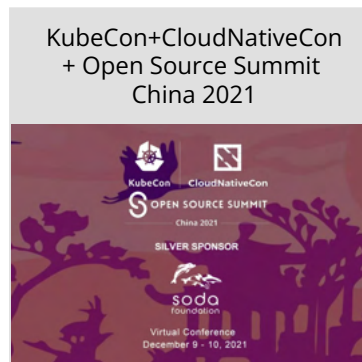 KubeCon+CloudNativeCon
+ Open Source Summit
China 2021
KubeCon CloudNativeCon
OPEN SOURCE SUMMIT
China 2021
SILVER SPONSOR
soda
foundation
Virtual Conference
December 9 - 10, 2021